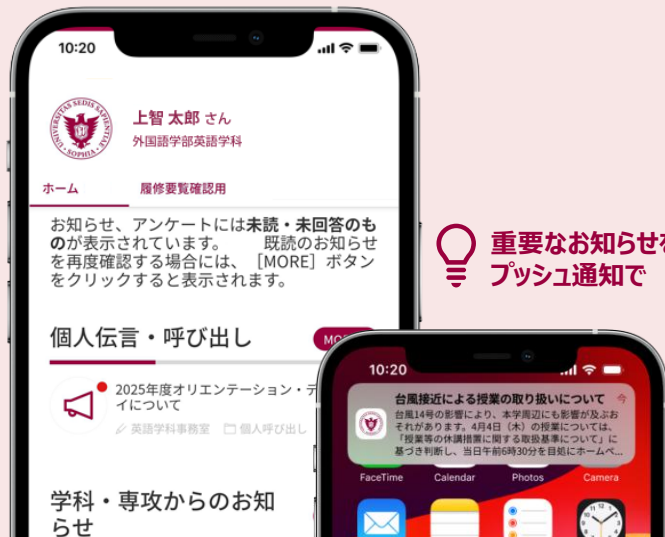 10:20
UNIVERSITAS SEDIS SAPIENTIAE
SOPHIA
上智 太郎 さん
外国語学部英語学科
ホーム
履修要覧確認用
お知らせ、アンケートには未読・未回答のも
のが表示されています。 既読のお知らせ
を再度確認する場合には、［MORE］ボタン
をクリックすると表示されます。
個人伝言・呼び出し
2025年度オリエンテーション・デ
イについて
英語学科事務室 個人呼び出し
学科・専攻からのお知
らせ
重要なお知らせを
プッシュ通知で
10:20
台風接近による授業の取り扱いについて 今
台風14号の影響により、本学周辺にも影響が及ぶお
それがあります。4月4日（木）の授業については、
「授業等の休講措置に関する取扱基準について」に
基づき判断し、当日午前6時30分を目処にホームペ...
FaceTime
Calendar
Photos
Camera